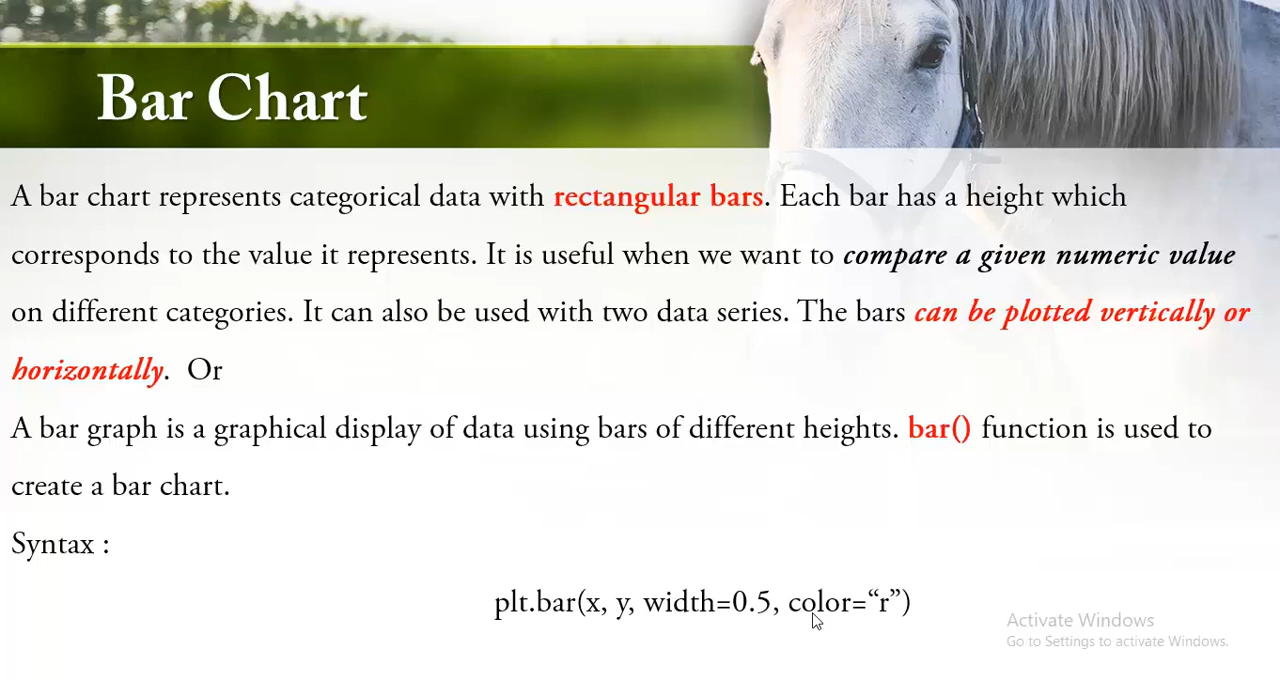 Bar Chart
A bar chart represents categorical data with rectangular bars. Each bar has a height which
corresponds to the value it represents. It is useful when we want to compare a given numeric value
on different categories. It can also be used with two data series. The bars can be plotted vertically or
horizontally. Or
A bar graph is a graphical display of data using bars of different heights. bar() function is used to
create a bar chart.
Syntax :
plt.bar(x, y, width=0.5, color=“r”)
Activate Windows
Go to Settings to activate Windows.